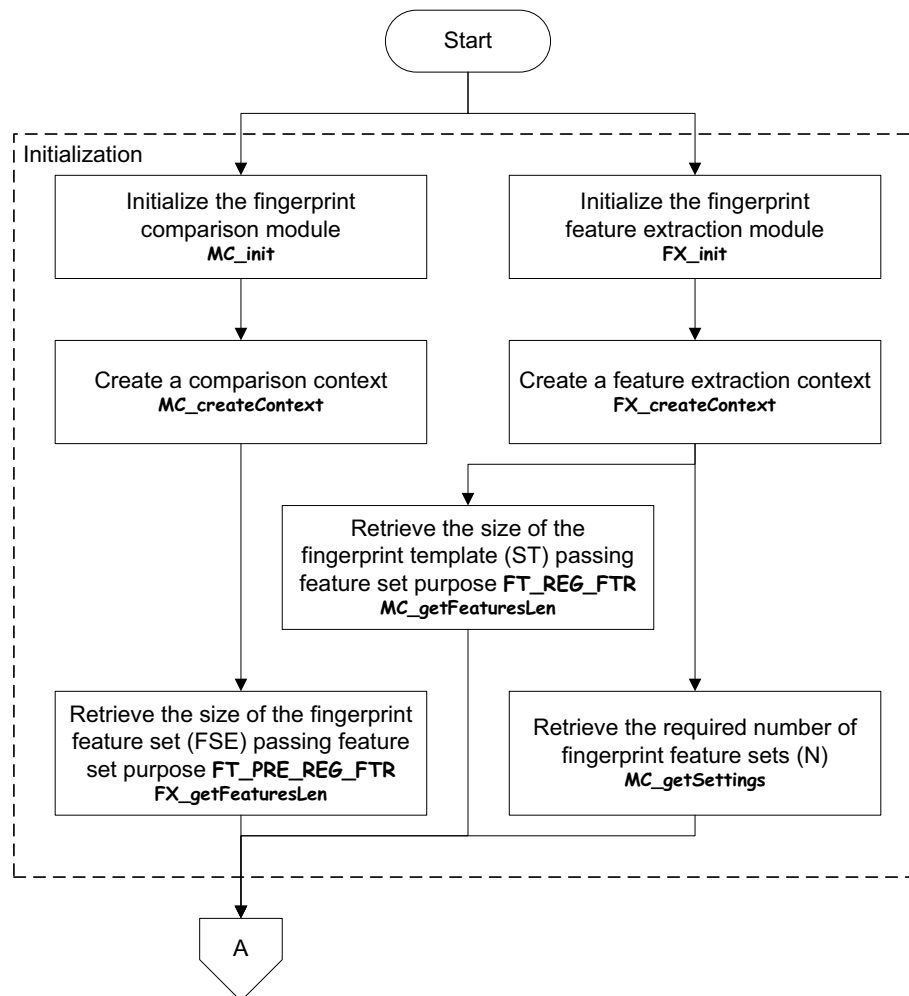 Start
Initialization
Initialize the fingerprint
comparison module
MC_init
Initialize the fingerprint
feature extraction module
FX_init
Create a comparison context
MC_createContext
Create a feature extraction context
FX_createContext
Retrieve the size of the
fingerprint template (ST) passing
feature set purpose FT_REG_FTR
MC_getFeaturesLen
Retrieve the size of the fingerprint
feature set (FSE) passing feature
set purpose FT_PRE_REG_FTR
FX_getFeaturesLen
Retrieve the required number of
fingerprint feature sets (N)
MC_getSettings
A